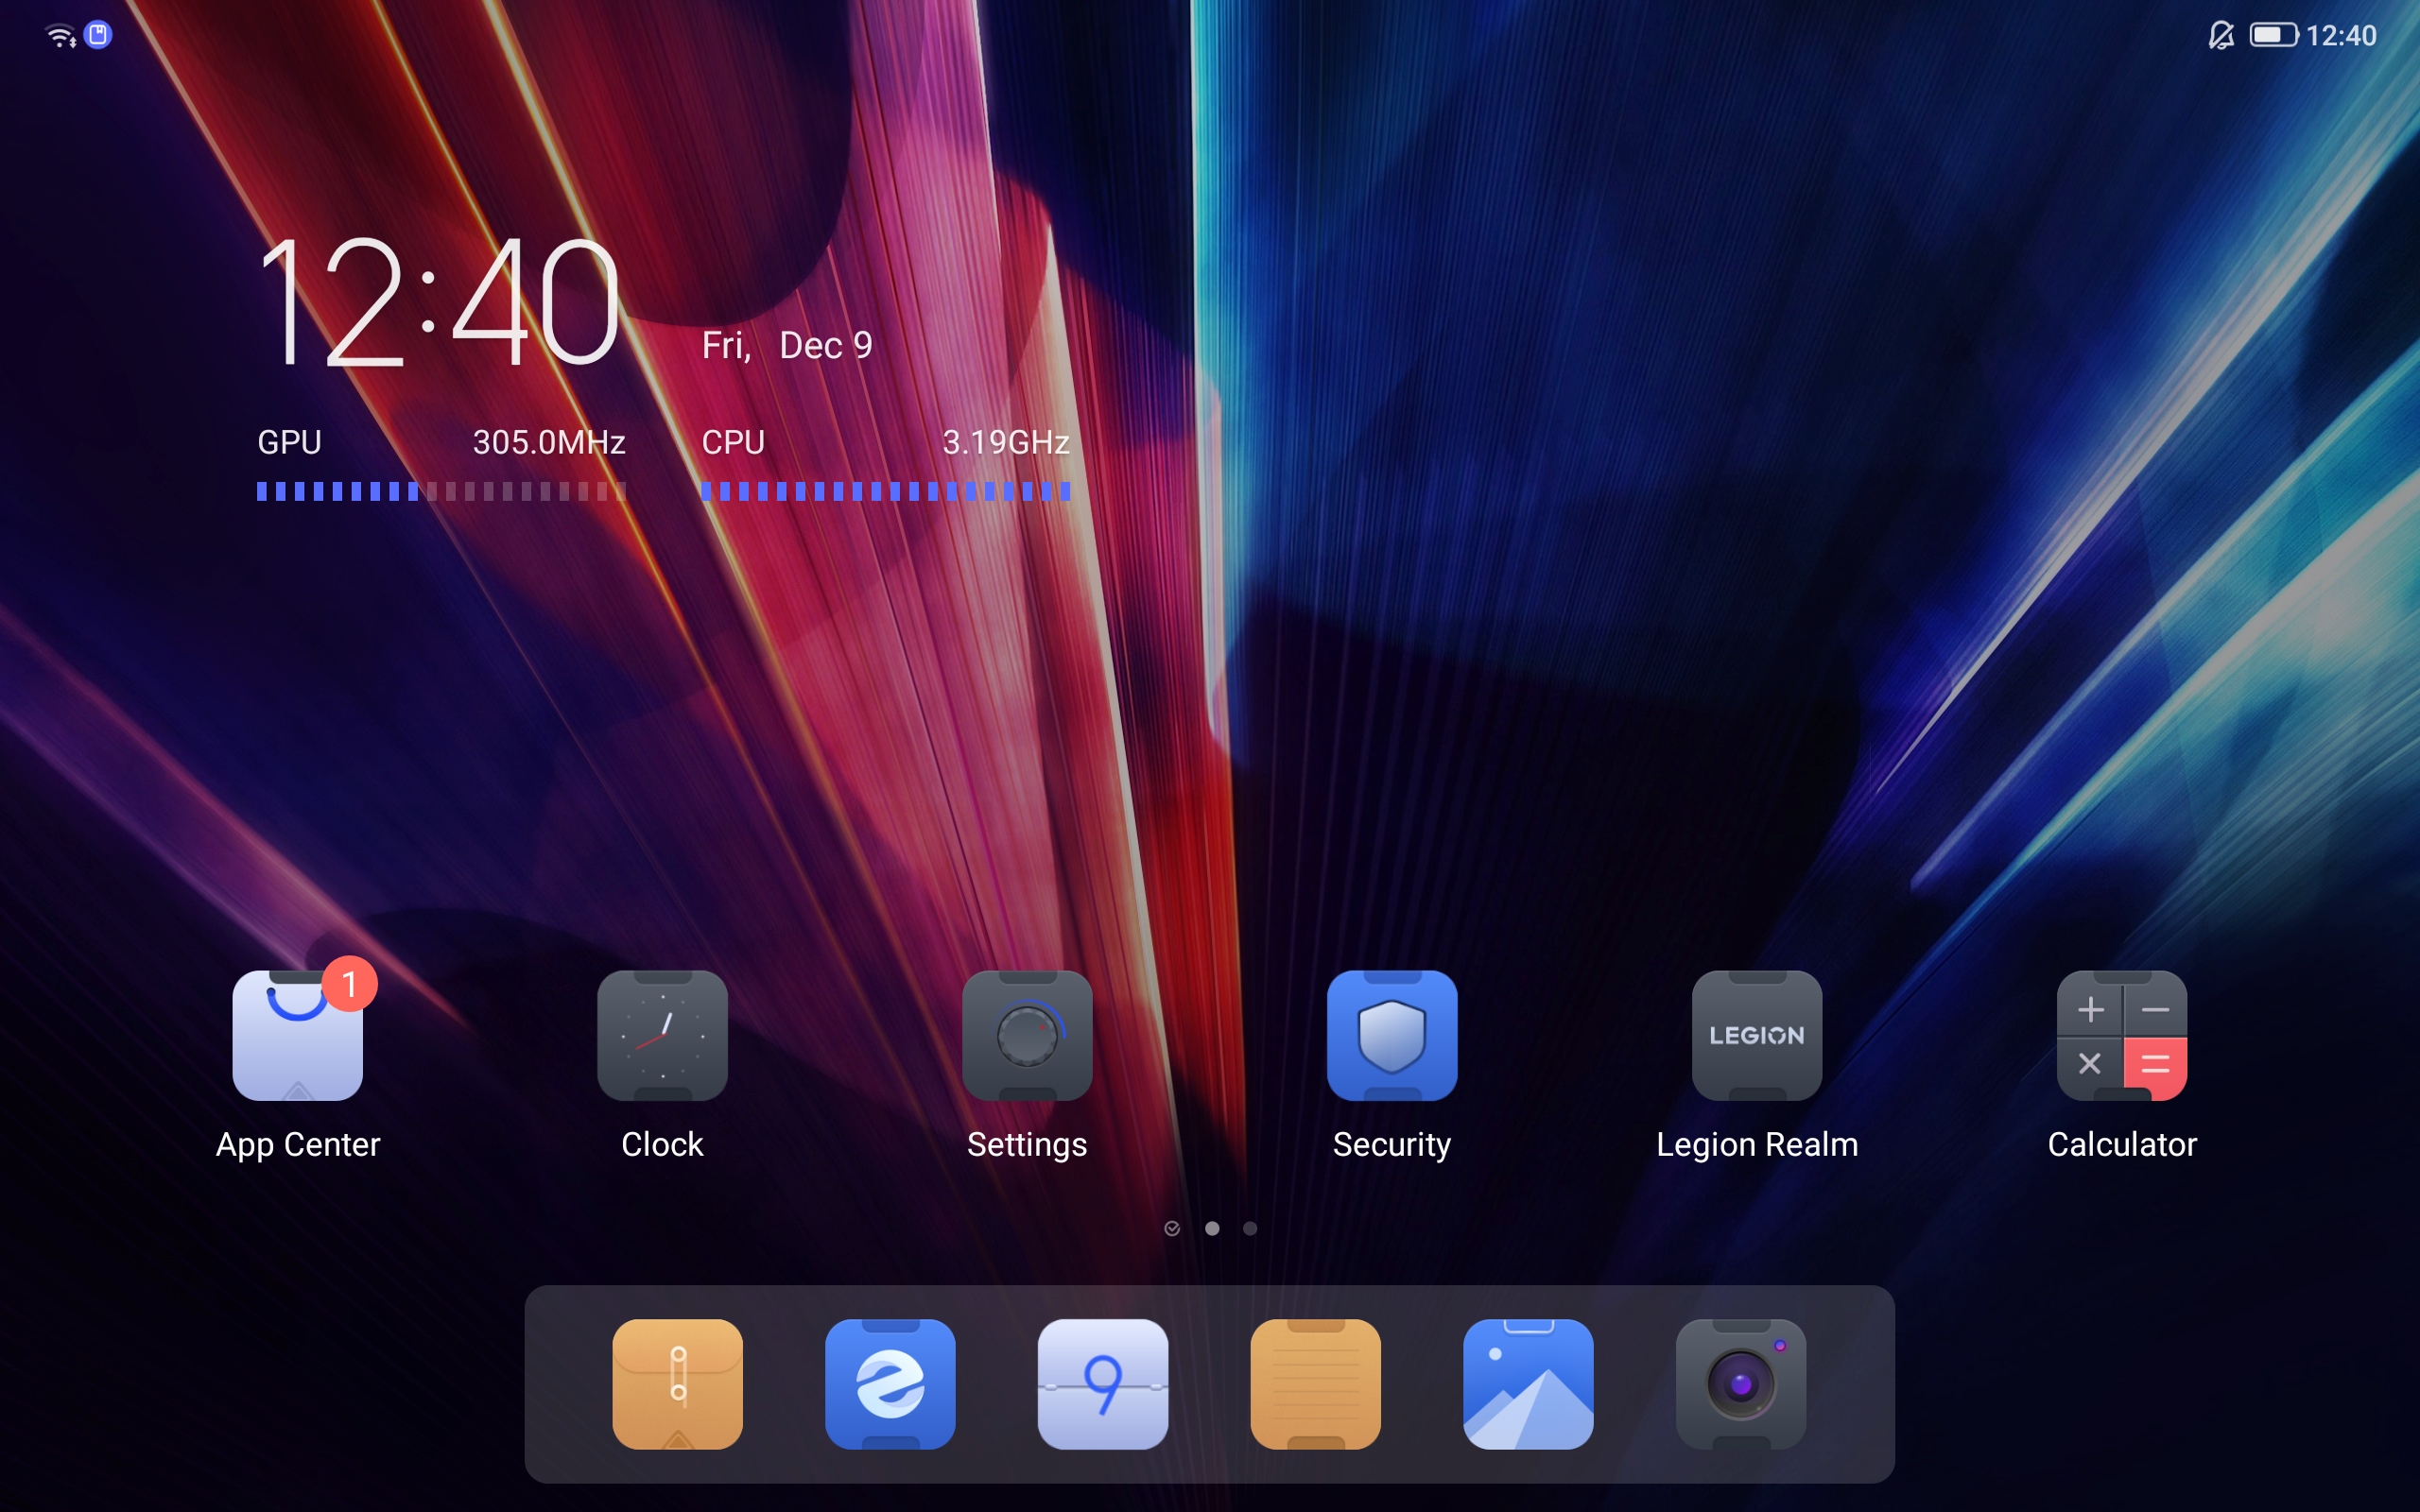 12:40
12:40
Fri, Dec 9
GPU 305.0MHz CPU 3.19GHz
1
LEGION
App Center Clock Settings Security Legion Realm Calculator
9